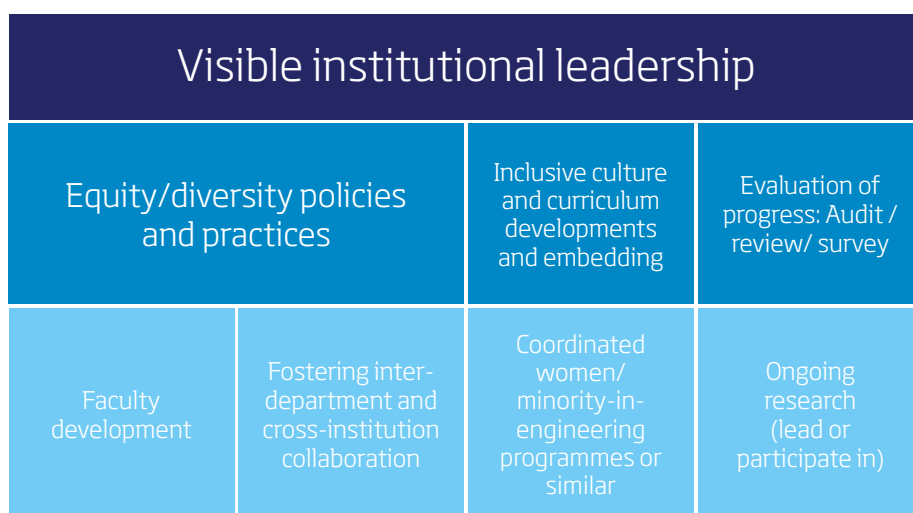 Visible institutional leadership
Equity/diversity policies
and practices
Inclusive culture
and curriculum
developments
and embedding
Evaluation of
progress: Audit /
review/ survey
Faculty
development
Fostering inter-
department and
cross-institution
collaboration
Coordinated
women/
minority-in-
engineering
programmes or
similar
Ongoing
research
(lead or
participate in)